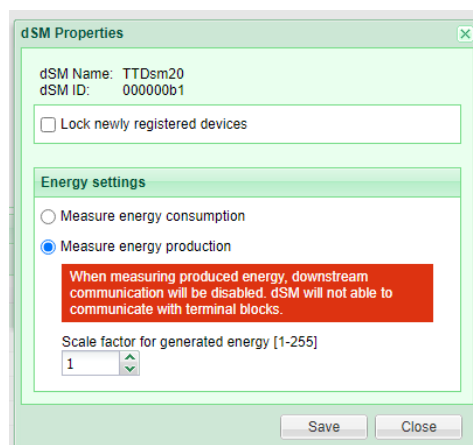 dSM Properties
dSM Name: TTDsm20
dSM ID: 000000b1
Lock newly registered devices
Energy settings
Measure energy consumption
Measure energy production
When measuring produced energy, downstream
communication will be disabled. dSM will not able to
communicate with terminal blocks.
Scale factor for generated energy [1-255]
1
Save Close